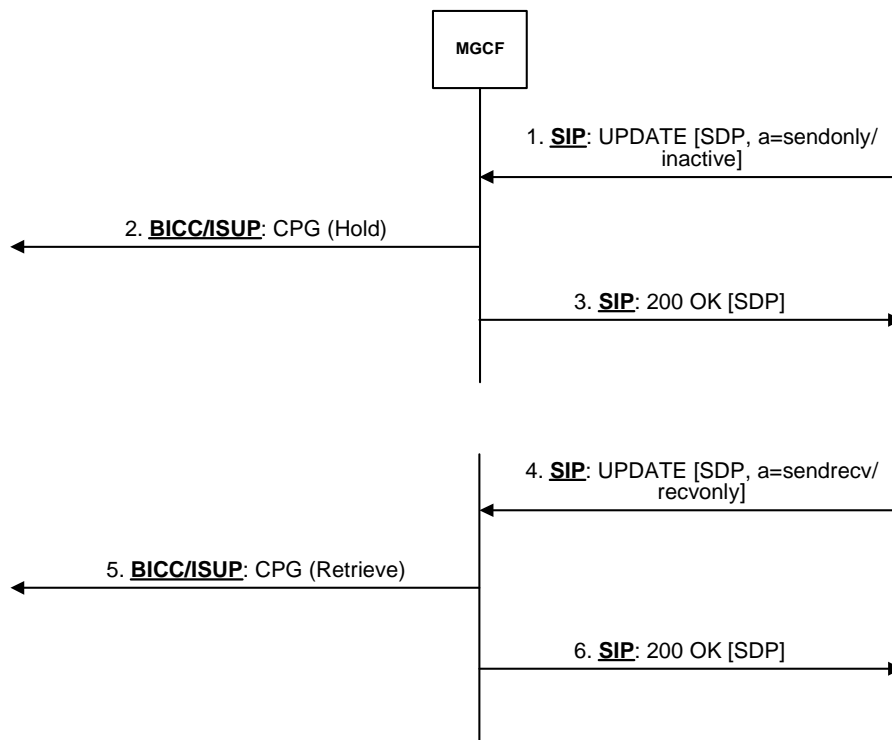 MGCF
1. SIP: UPDATE [SDP, a=sendonly/
inactive]
2. BICC/ISUP: CPG (Hold)
3. SIP: 200 OK [SDP]
4. SIP: UPDATE [SDP, a=sendrecv/
recvonly]
5. BICC/ISUP: CPG (Retrieve)
6. SIP: 200 OK [SDP]